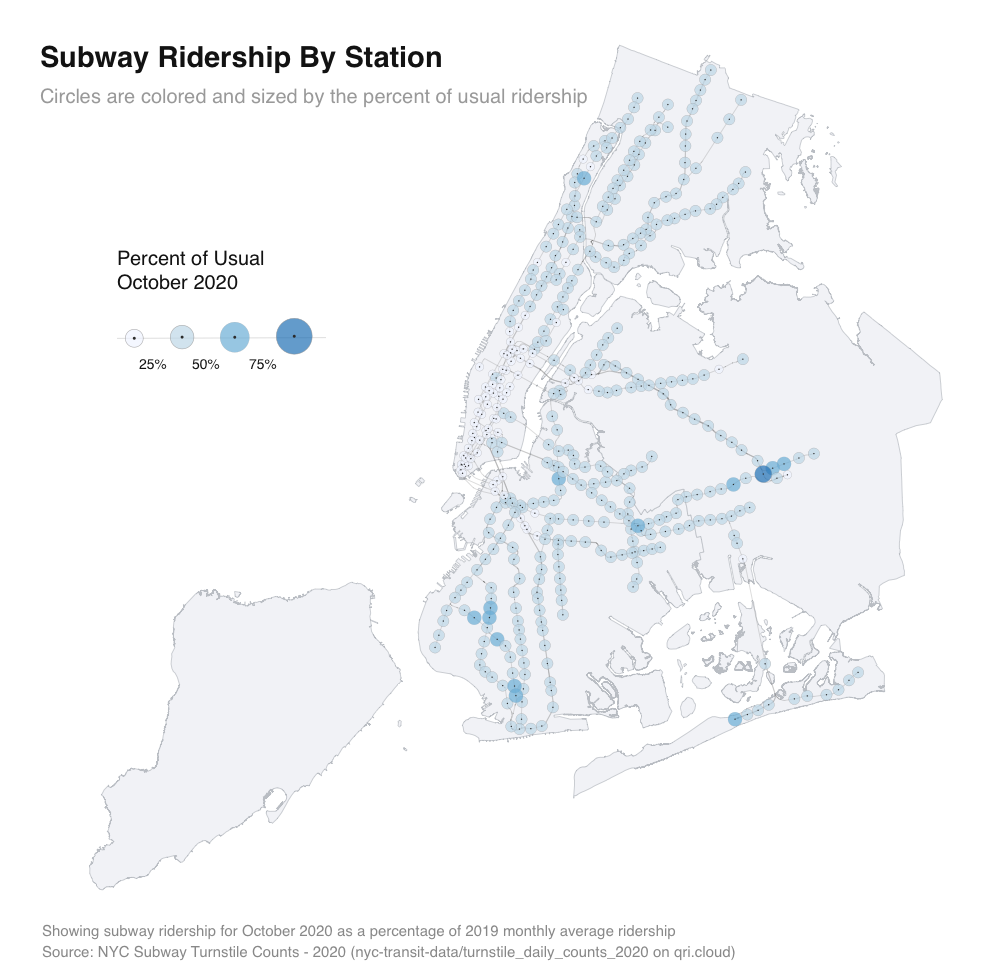 Subway Ridership By Station
Circles are colored and sized by the percent of usual ridership
Percent of Usual
October 2020
25% 50% 75%
Showing subway ridership for October 2020 as a percentage of 2019 monthly average ridership
Source: NYC Subway Turnstile Counts - 2020 (nyc-transit-data/turnstile_daily_counts_2020 on qri.cloud)